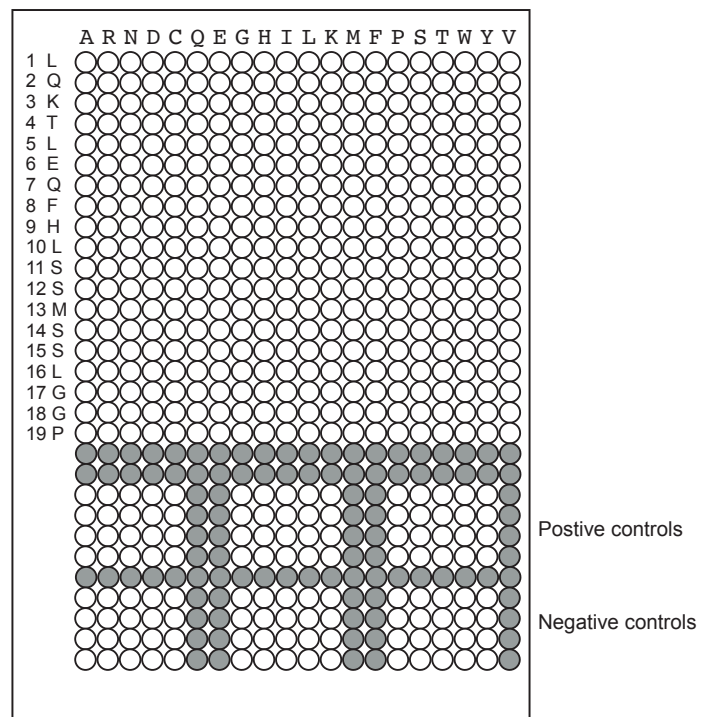 A R N D C Q E G H I L K M F P S T W Y V
1 L
2 Q
3 K
4 T
5 L
6 E
7 Q
8 F
9 H
10 L
11 S
12 S
13 M
14 S
15 S
16 L
17 G
18 G
19 P
Postive controls
Negative controls